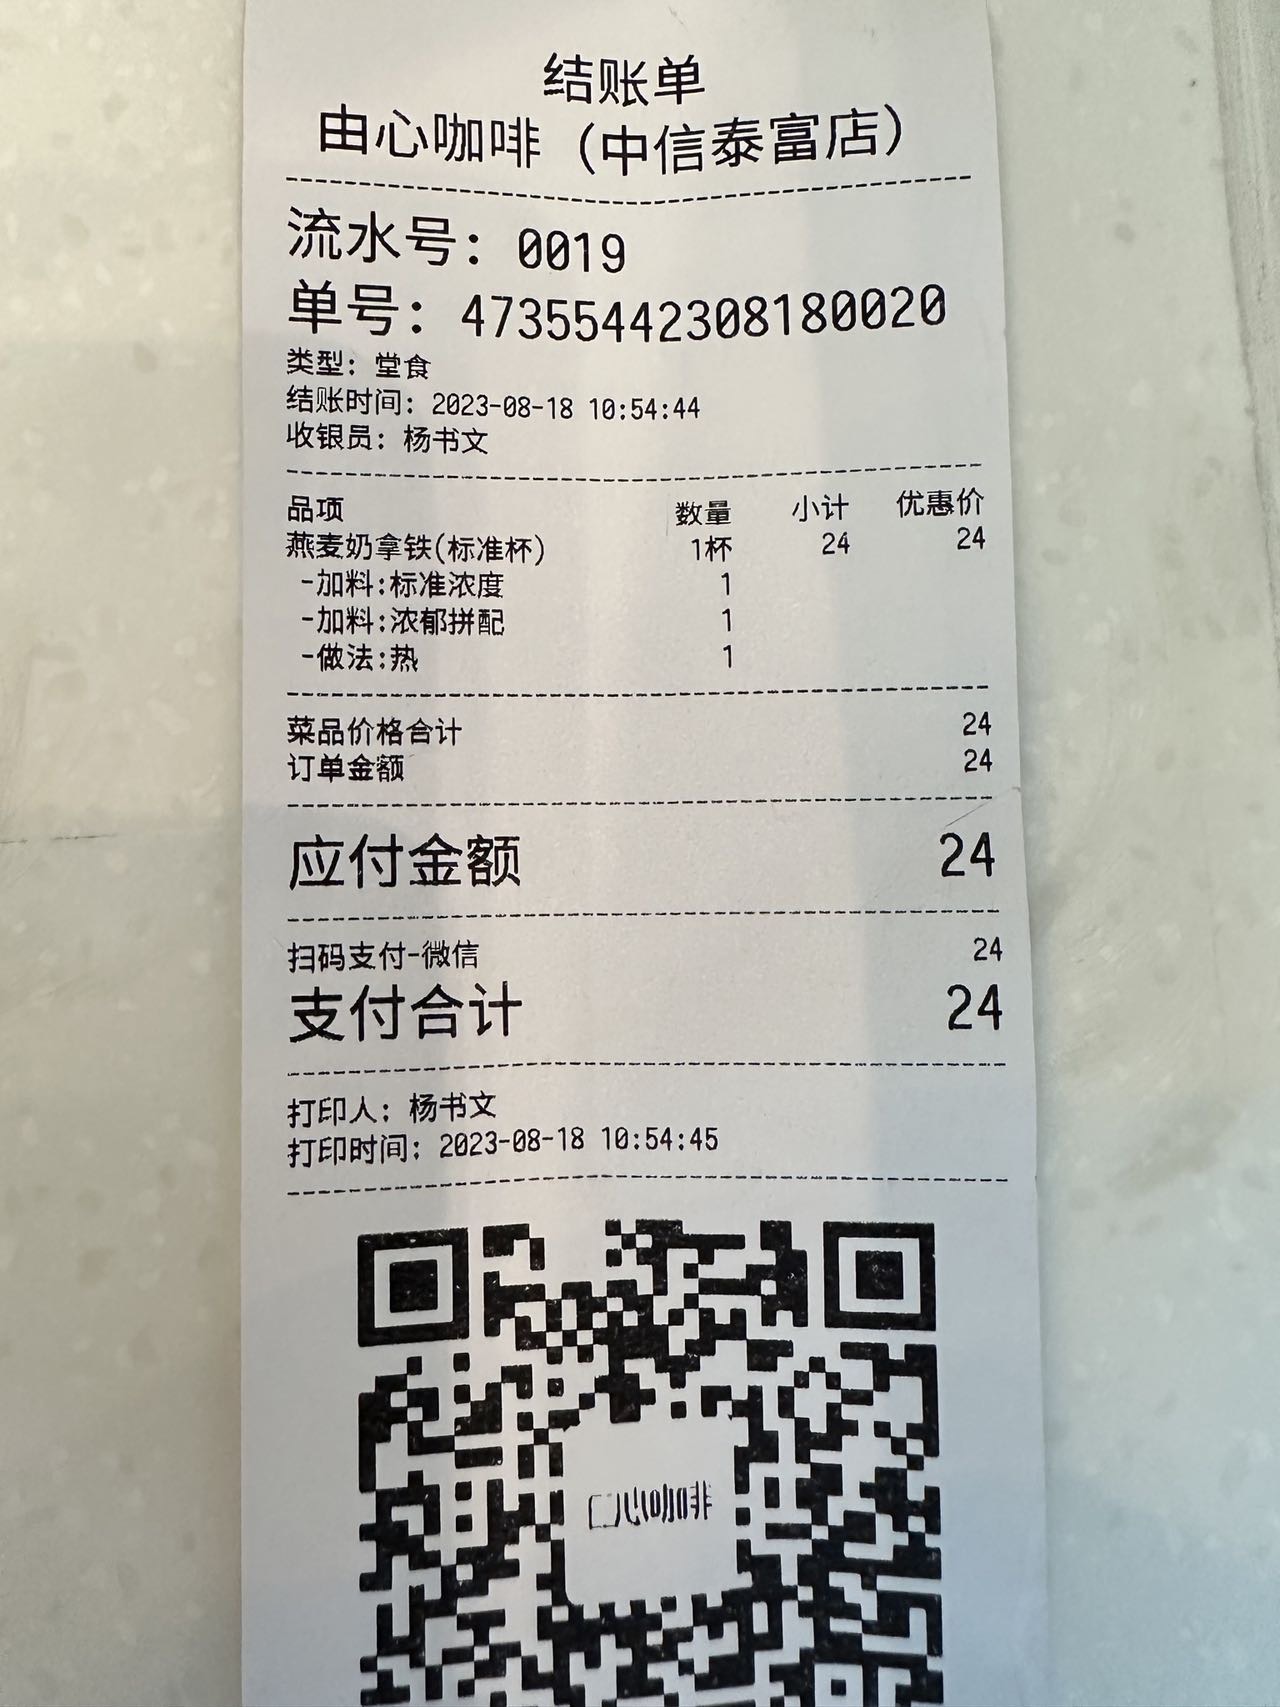 结账单
由心咖啡（中信泰富店）
流水号：0019
单号：47355442308180020
类型：堂食
结账时间：2023-08-18 10:54:44
收银员：杨书文
品项 数量 小计 优惠价
燕麦奶拿铁(标准杯) 1杯 24 24
-加料:标准浓度 1
-加料:浓郁拼配 1
-做法:热 1
菜品价格合计 24
订单金额 24
应付金额 24
扫码支付-微信 24
支付合计 24
打印人：杨书文
打印时间：2023-08-18 10:54:45
心咖啡